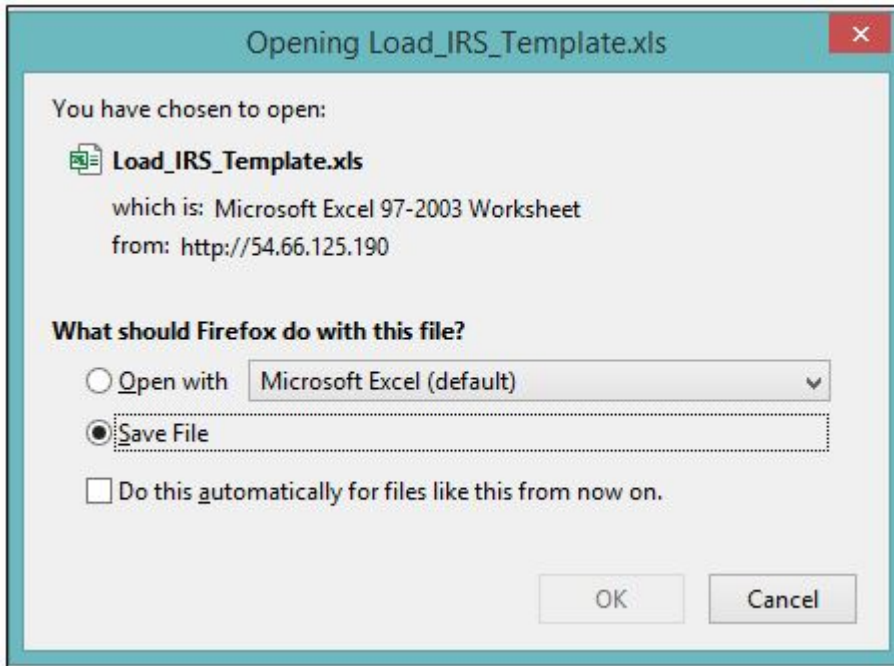 Opening Load_IRS_Template.xls
You have chosen to open:
Load_IRS_Template.xls
which is: Microsoft Excel 97-2003 Worksheet
from: http://54.66.125.190
What should Firefox do with this file?
Open with Microsoft Excel (default)
Save File
Do this automatically for files like this from now on.
OK Cancel